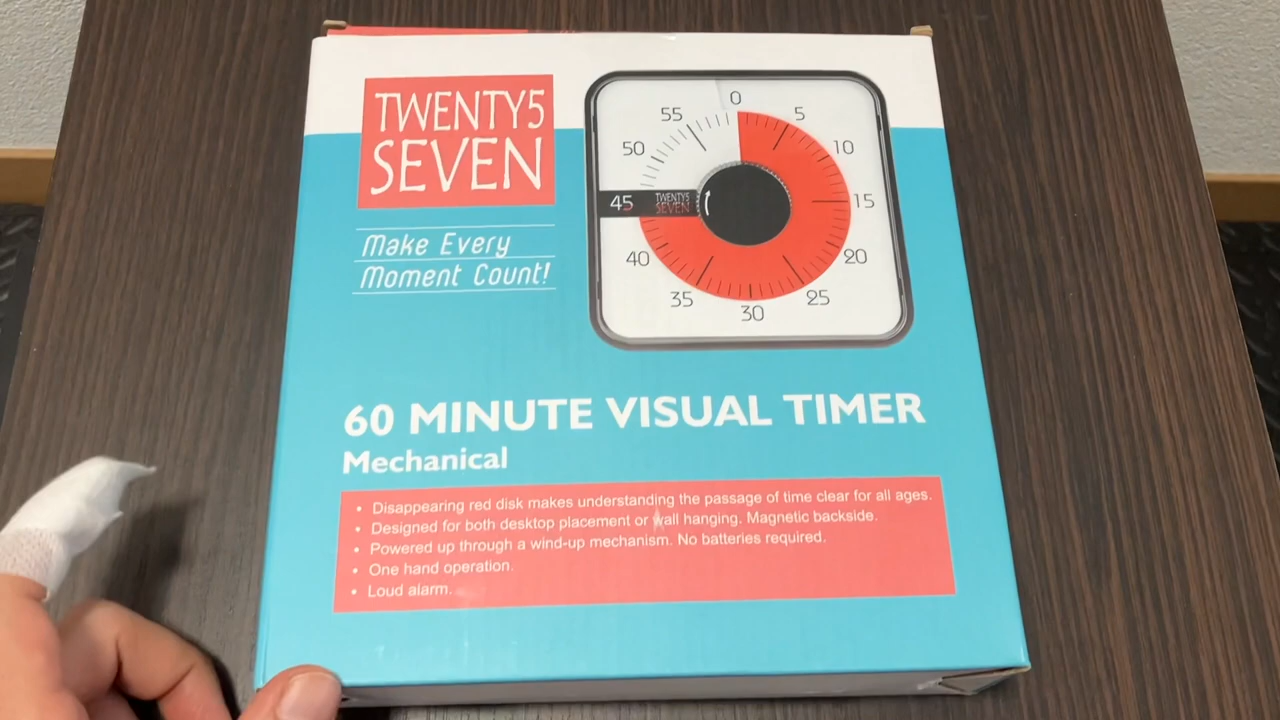 TWENTY5
SEVEN
Make Every
Moment Count!
0
5
10
15
20
25
30
35
40
45
50
55
TWENTY5
SEVEN
60 MINUTE VISUAL TIMER
Mechanical
• Disappearing red disk makes understanding the passage of time clear for all ages.
• Designed for both desktop placement or wall hanging. Magnetic backside.
• Powered up through a wind-up mechanism. No batteries required.
• One hand operation.
• Loud alarm.